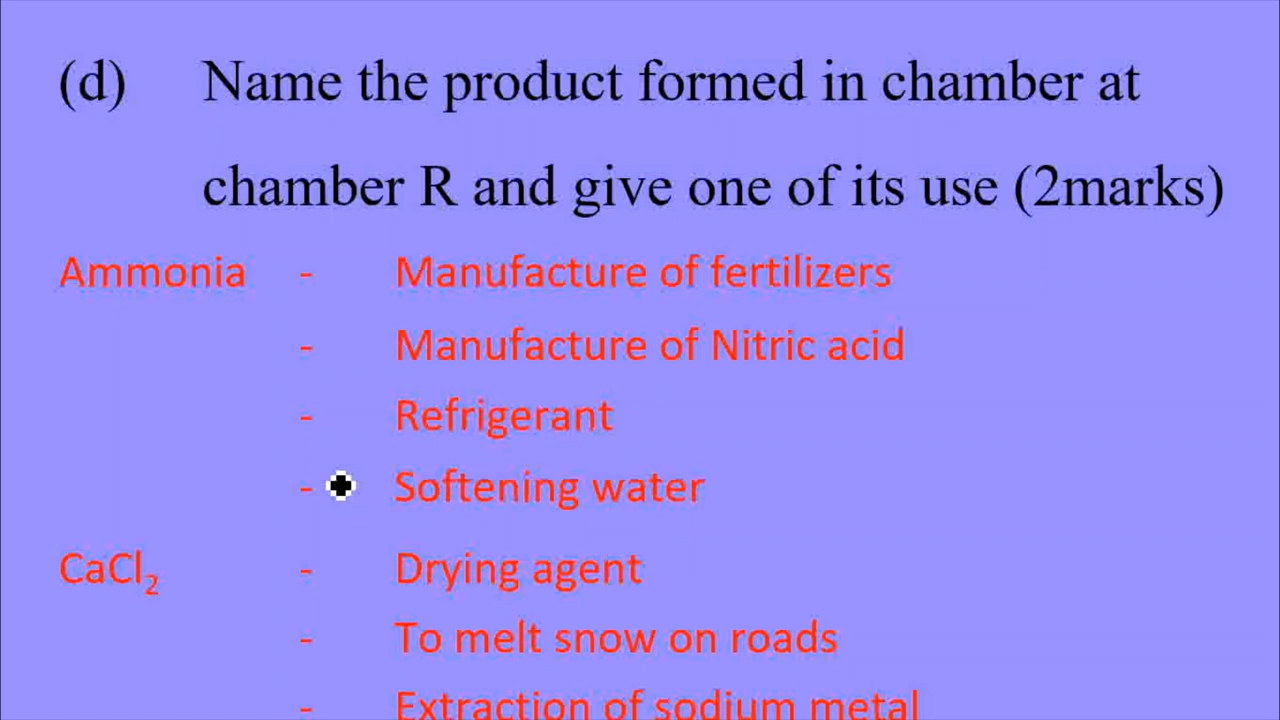 (d) Name the product formed in chamber at
chamber R and give one of its use (2marks)
Ammonia - Manufacture of fertilizers
- Manufacture of Nitric acid
- Refrigerant
- Softening water
CaCl₂ - Drying agent
- To melt snow on roads
- Extraction of sodium metal